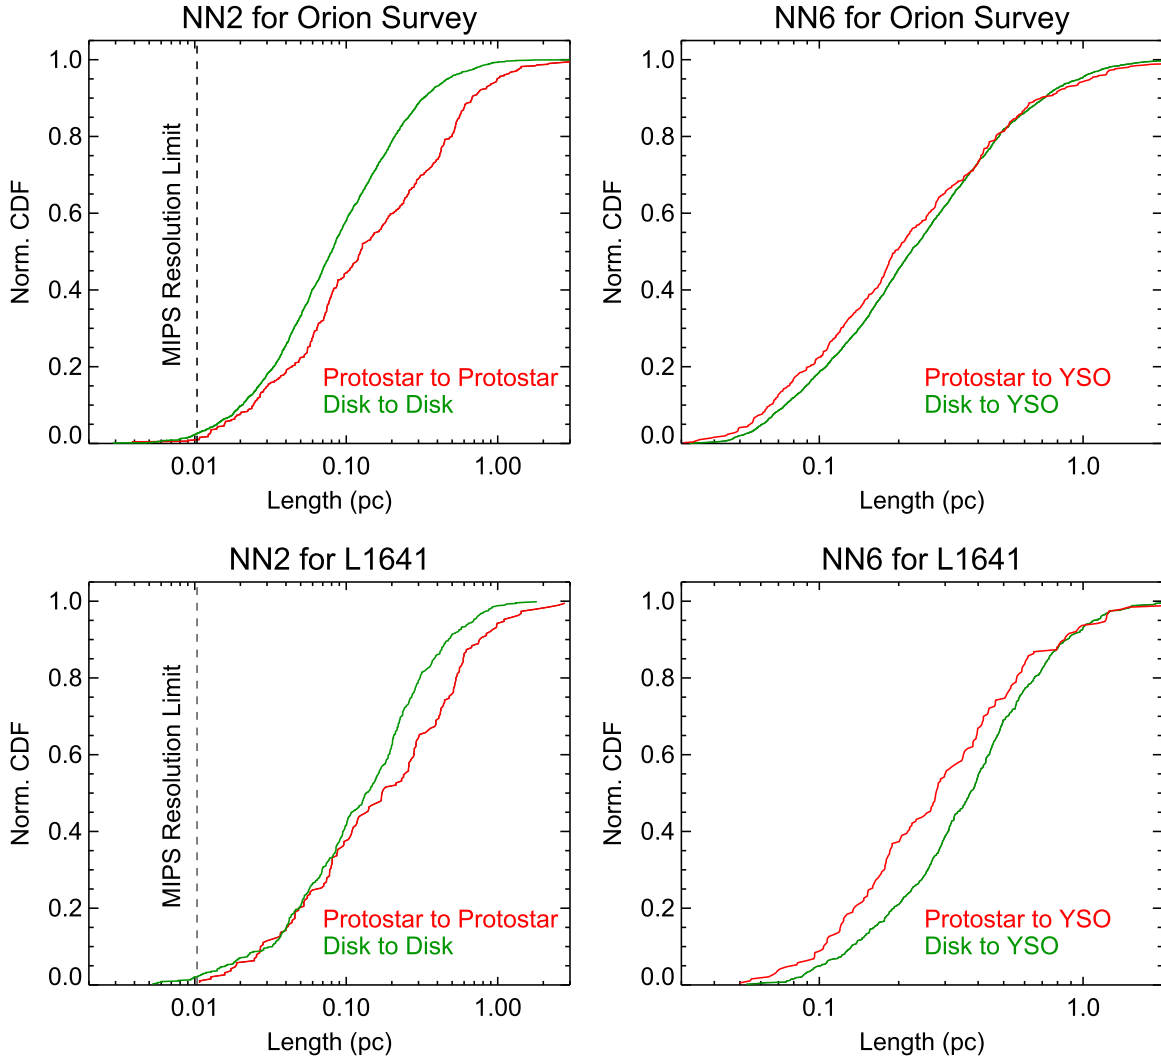 NN2 for Orion Survey
Norm. CDF
1.0
0.8
0.6
0.4
0.2
0.0
MIPS Resolution Limit
Protostar to Protostar
Disk to Disk
0.01 0.10 1.00
Length (pc)
NN6 for Orion Survey
Norm. CDF
1.0
0.8
0.6
0.4
0.2
0.0
Protostar to YSO
Disk to YSO
0.1 1.0
Length (pc)
NN2 for L1641
Norm. CDF
1.0
0.8
0.6
0.4
0.2
0.0
MIPS Resolution Limit
Protostar to Protostar
Disk to Disk
0.01 0.10 1.00
Length (pc)
NN6 for L1641
Norm. CDF
1.0
0.8
0.6
0.4
0.2
0.0
Protostar to YSO
Disk to YSO
0.1 1.0
Length (pc)